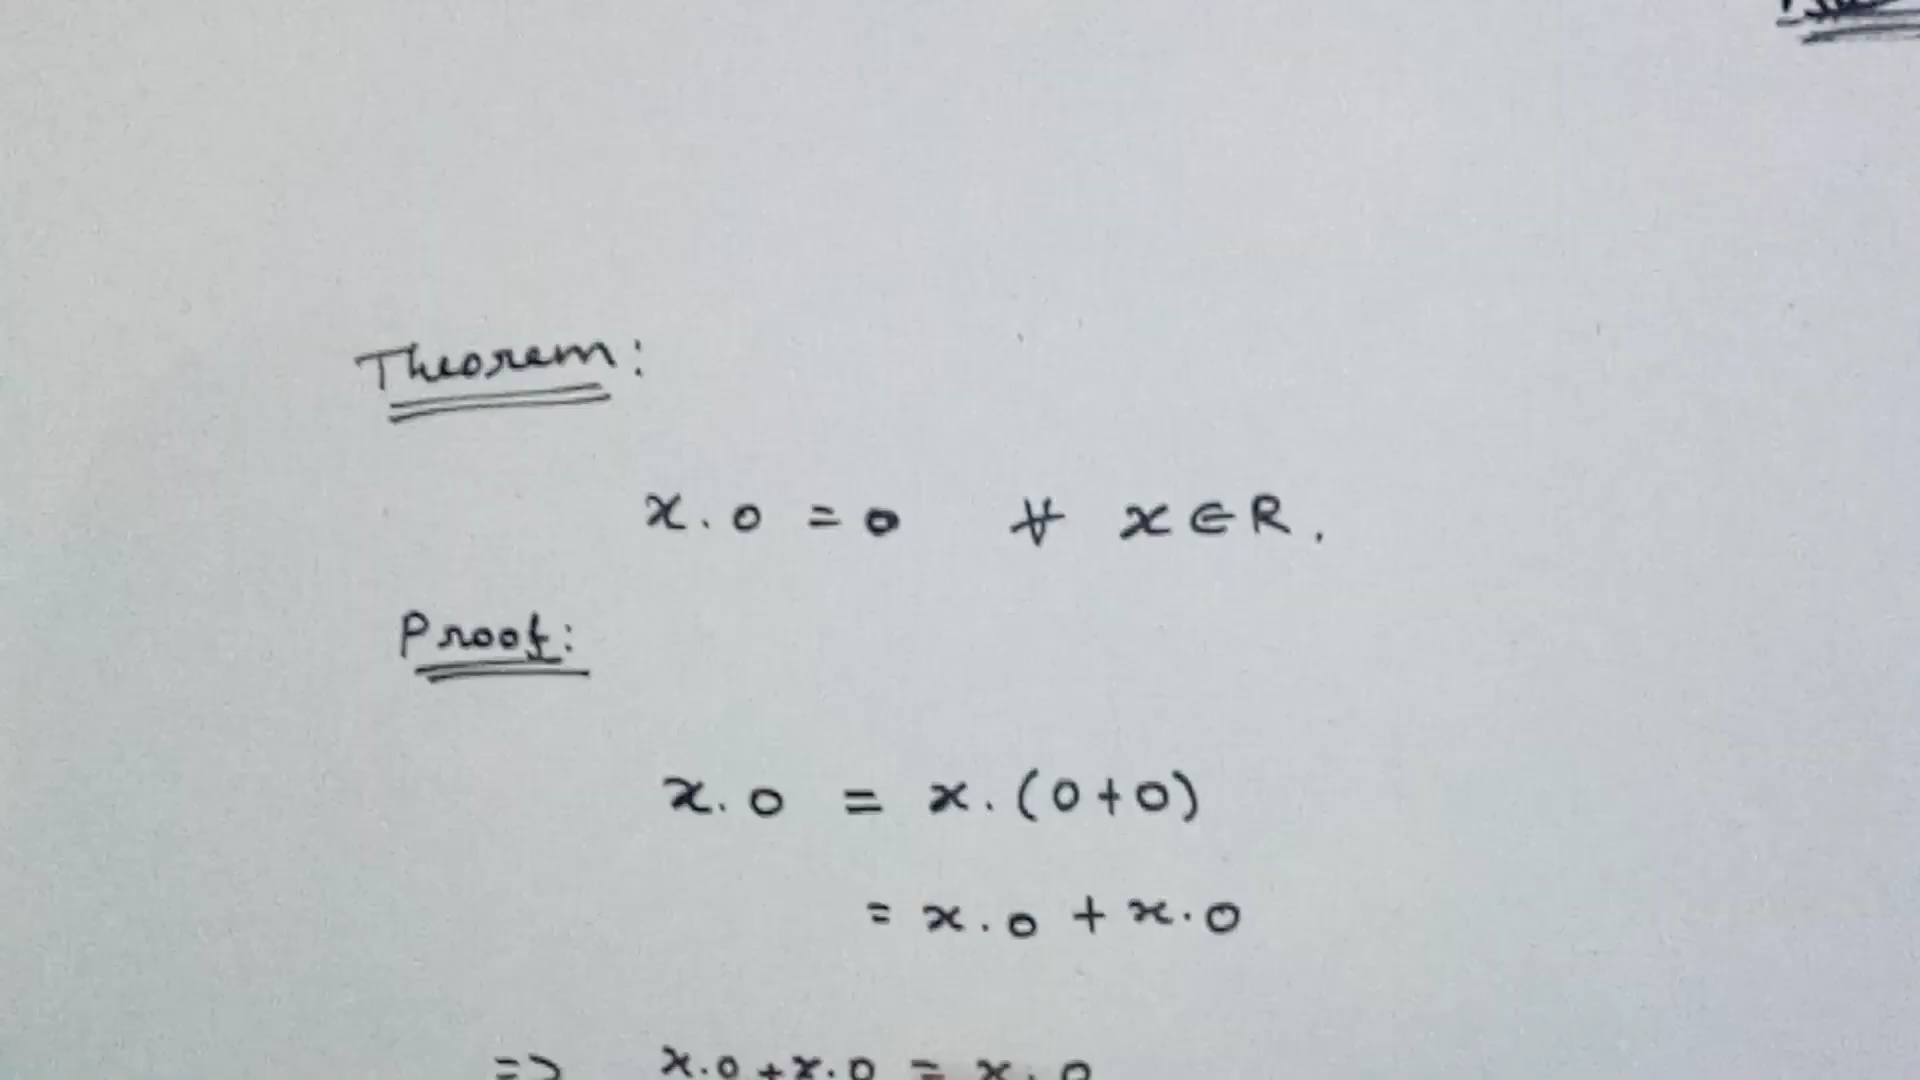 Theorem:
x.0 = 0 ∀ x∈R.
Proof:
x.0 = x.(0+0)
= x.0 + x.0
=> x.0+x.0 = x.0